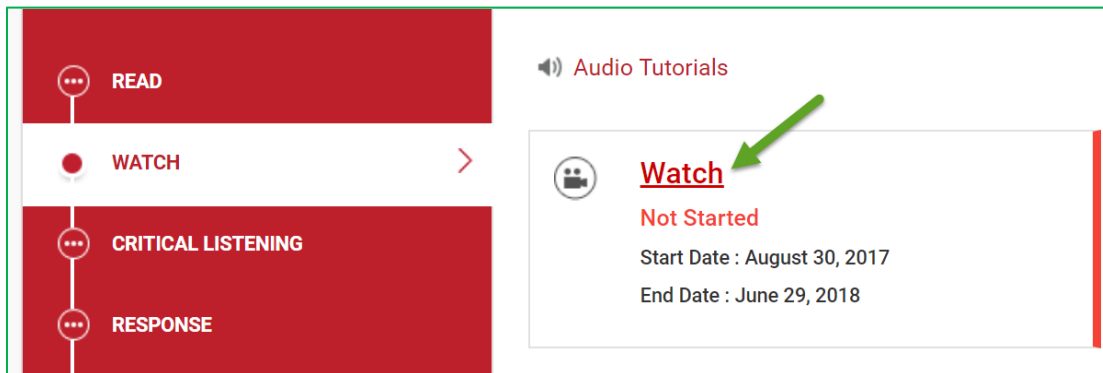 READ
WATCH
CRITICAL LISTENING
RESPONSE
Audio Tutorials
Watch
Not Started
Start Date : August 30, 2017
End Date : June 29, 2018